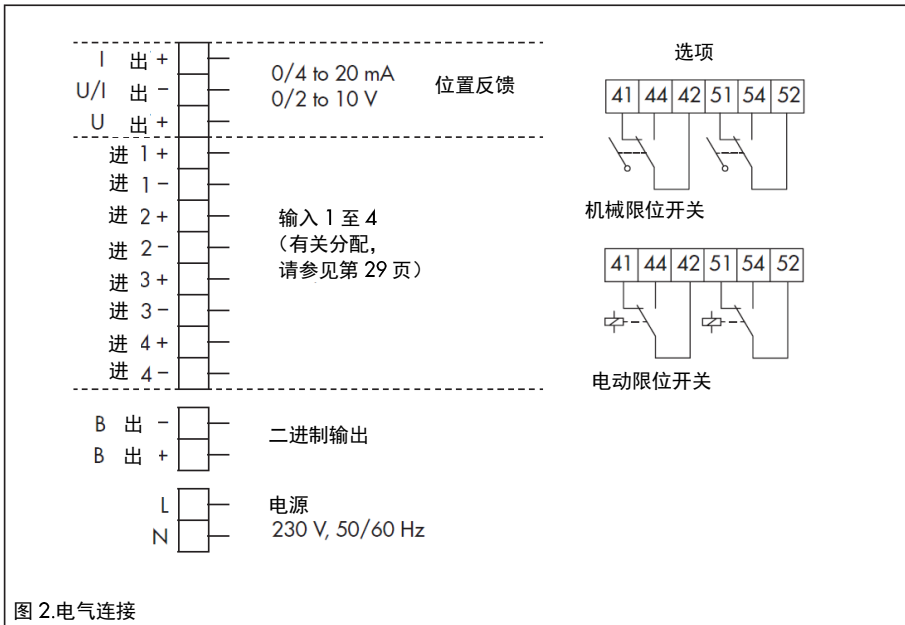 I 出 +
U/I 出 −
U 出 +
0/4 to 20 mA
0/2 to 10 V
位置反馈
进 1 +
进 1 −
进 2 +
进 2 −
进 3 +
进 3 −
进 4 +
进 4 −
输入 1 至 4
（有关分配，
请参见第 29 页）
B 出 −
B 出 +
二进制输出
L
N
电源
230 V, 50/60 Hz
选项
41 44 42 51 54 52
机械限位开关
41 44 42 51 54 52
电动限位开关
图 2.电气连接